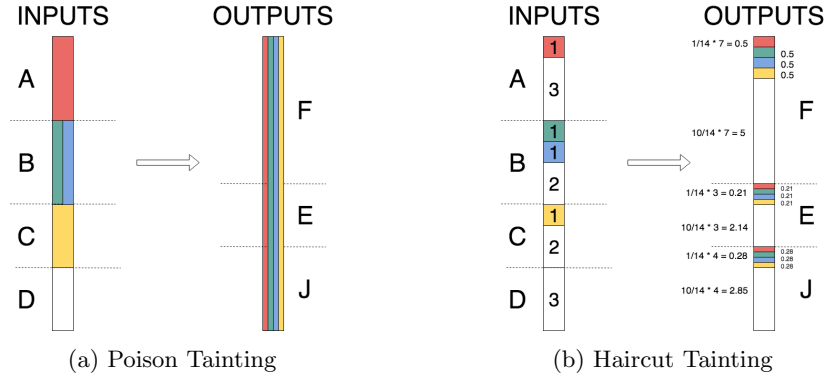 INPUTS
OUTPUTS
A
B
C
D
F
E
J
(a) Poison Tainting
INPUTS
OUTPUTS
A
1
3
B
1
1
2
C
1
2
D
3
1/14 * 7 = 0.5
0.5
0.5
0.5
10/14 * 7 = 5
F
1/14 * 3 = 0.21
0.21
0.21
0.21
10/14 * 3 = 2.14
E
1/14 * 4 = 0.28
0.28
0.28
0.28
10/14 * 4 = 2.85
J
(b) Haircut Tainting